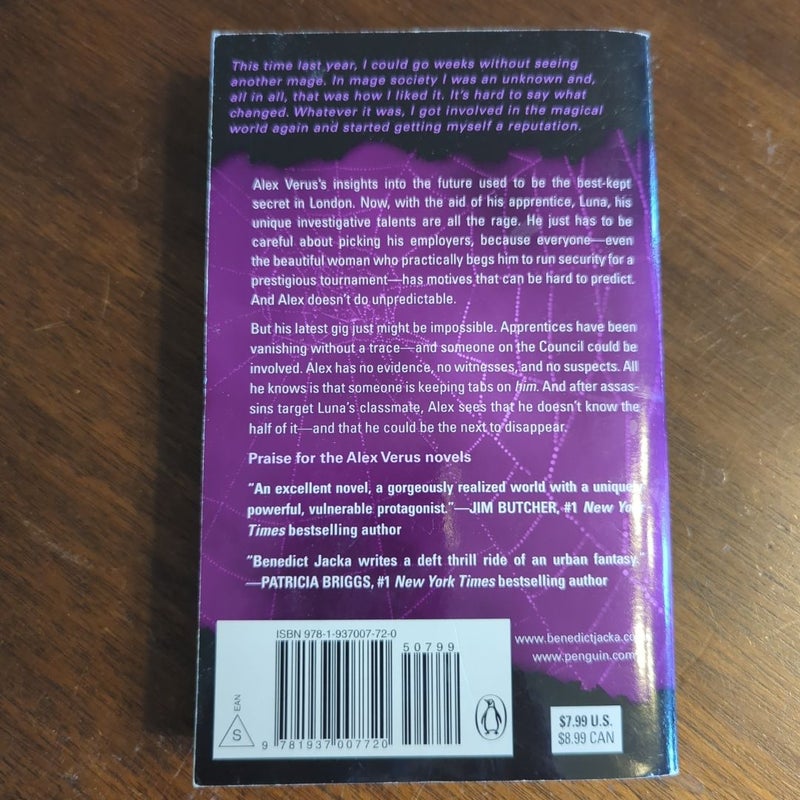 This time last year, I could go weeks without seeing
another mage. In mage society I was an unknown and,
all in all, that was how I liked it. It's hard to say what
changed. Whatever it was, I got involved in the magical
world again and started getting myself a reputation.
Alex Verus's insights into the future used to be the best-kept
secret in London. Now, with the aid of his apprentice, Luna, his
unique investigative talents are all the rage. He just has to be
careful about picking his employers, because everyone—even
the beautiful woman who practically begs him to run security for a
prestigious tournament—has motives that can be hard to predict.
And Alex doesn't do unpredictable.
But his latest gig just might be impossible. Apprentices have been
vanishing without a trace—and someone on the Council could be
involved. Alex has no evidence, no witnesses, and no suspects. All
he knows is that someone is keeping tabs on him. And after assas-
sins target Luna's classmate, Alex sees that he doesn't know the
half of it—and that he could be the next to disappear.
Praise for the Alex Verus novels
"An excellent novel, a gorgeously realized world with a uniquely
powerful, vulnerable protagonist."—JIM BUTCHER, #1 New York
Times bestselling author
"Benedict Jacka writes a deft thrill ride of an urban fantasy."
—PATRICIA BRIGGS, #1 New York Times bestselling author
ISBN 978-1-937007-72-0
50799
EAN
S
9 781937 007720
www.benedictjacka.co
www.penguin.com
$7.99 U.S.
$8.99 CAN